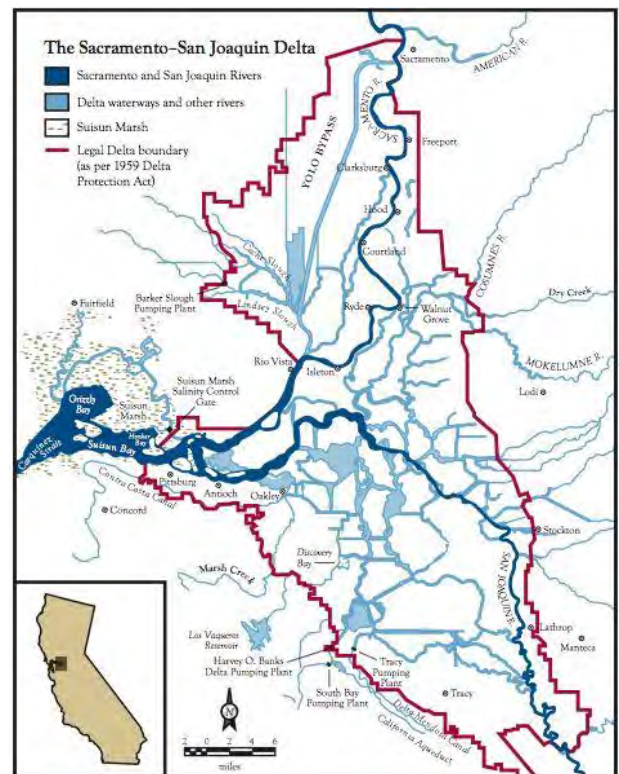 The Sacramento–San Joaquin Delta
Sacramento and San Joaquin Rivers
Delta waterways and other rivers
Suisun Marsh
Legal Delta boundary
(as per 1959 Delta
Protection Act)
Sacramento
AMERICAN R.
SACRAMENTO R.
YOLO BYPASS
Freeport
Clarksburg
Hood
Courtland
COSUMNES R.
Cache Slough
Barker Slough
Pumping Plant
Lindsey Slough
Dry Creek
Fairfield
Ryde
Walnut
Grove
MOKELUMNE R.
Rio Vista
Isleton
Lodi
Suisun Marsh
Salinity Control
Gate
Grizzly
Bay
Suisun
Marsh
Honker
Bay
Carquinez
Strait
Suisun Bay
Pittsburg
Antioch
Oakley
Contra Costa Canal
Concord
Stockton
Discovery
Bay
Marsh Creek
SAN JOAQUIN R.
Los Vaqueros
Reservoir
Lathrop
Manteca
Harvey O. Banks
Delta Pumping Plant
Tracy
Pumping
Plant
South Bay
Pumping Plant
Tracy
Delta Mendota Canal
California Aqueduct
N
2 0 2 4 6
miles